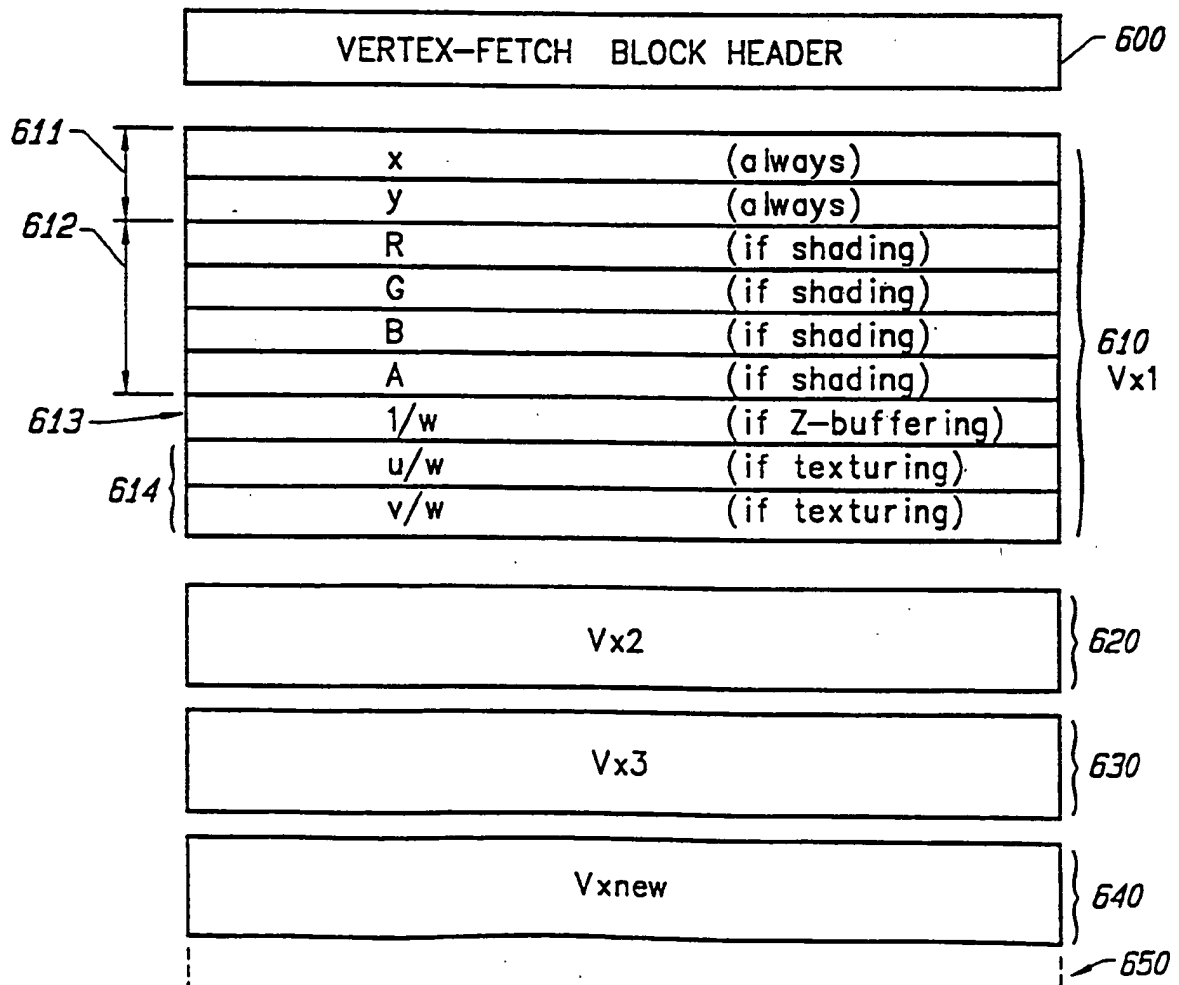 VERTEX-FETCH BLOCK HEADER
600
611
x (always)
y (always)
612
R (if shading)
G (if shading)
B (if shading)
A (if shading)
610
Vx1
613
1/w (if Z-buffering)
614
u/w (if texturing)
v/w (if texturing)
Vx2
620
Vx3
630
Vxnew
640
650